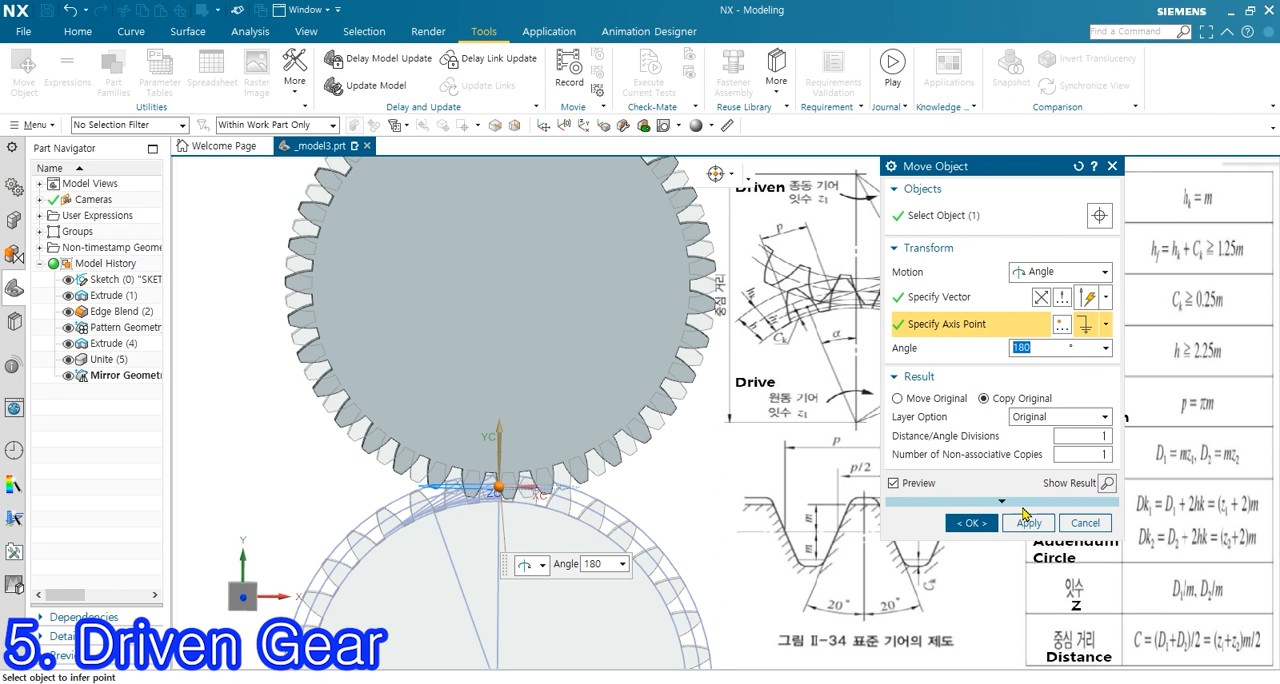 NX
Window
NX - Modeling
SIEMENS
File
Home
Curve
Surface
Analysis
View
Selection
Render
Tools
Application
Animation Designer
Find a Command
Move Object
Expressions
Part Families
Parameter Tables
Spreadsheet
Raster Image
More
Delay Model Update
Delay Link Update
Update Model
Update Links
Record
Execute Current Tests
Fastener Assembly
More
Requirements Validation
Play
Applications
Snapshot
Invert Translucency
Synchronize View
Utilities
Delay and Update
Movie
Check-Mate
Reuse Library
Requirement
Journal
Knowledge ...
Comparison
Menu
No Selection Filter
Within Work Part Only
Part Navigator
Welcome Page
_model3.prt
Name
Model Views
Cameras
User Expressions
Groups
Non-timestamp Geome
Model History
Sketch (0) "SKET
Extrude (1)
Edge Blend (2)
Pattern Geometr
Extrude (4)
Unite (5)
Mirror Geomet
Dependencies
Select object to infer point
5. Driven Gear
YC
XC
ZC
Y
X
Angle 180
Driven 종동 기어
잇수 z₁
p
중심 거리
h
α
Drive 원동 기어
잇수 z₁
p
p/2
m
m
20°
20°
그림 Ⅱ-34 표준 기어의 제도
Move Object
Objects
Select Object (1)
Transform
Motion
Angle
Specify Vector
Specify Axis Point
Angle
180
°
Result
Move Original
Copy Original
Layer Option
Original
Distance/Angle Divisions
1
Number of Non-associative Copies
1
Preview
Show Result
< OK >
Apply
Cancel
hₖ = m
h_f = hₖ + Cₖ ≧ 1.25m
Cₖ ≧ 0.25m
h ≧ 2.25m
p = πm
D₁ = mz₁, D₂ = mz₂
Dk₁ = D₁ + 2hk = (z₁ + 2)m
Dk₂ = D₂ + 2hk = (z₂+2)m
Addendum
Circle
잇수
Z
D₁/m, D₂/m
중심 거리
Distance
C = (D₁+D₂)/2 = (z₁+z₂)m/2